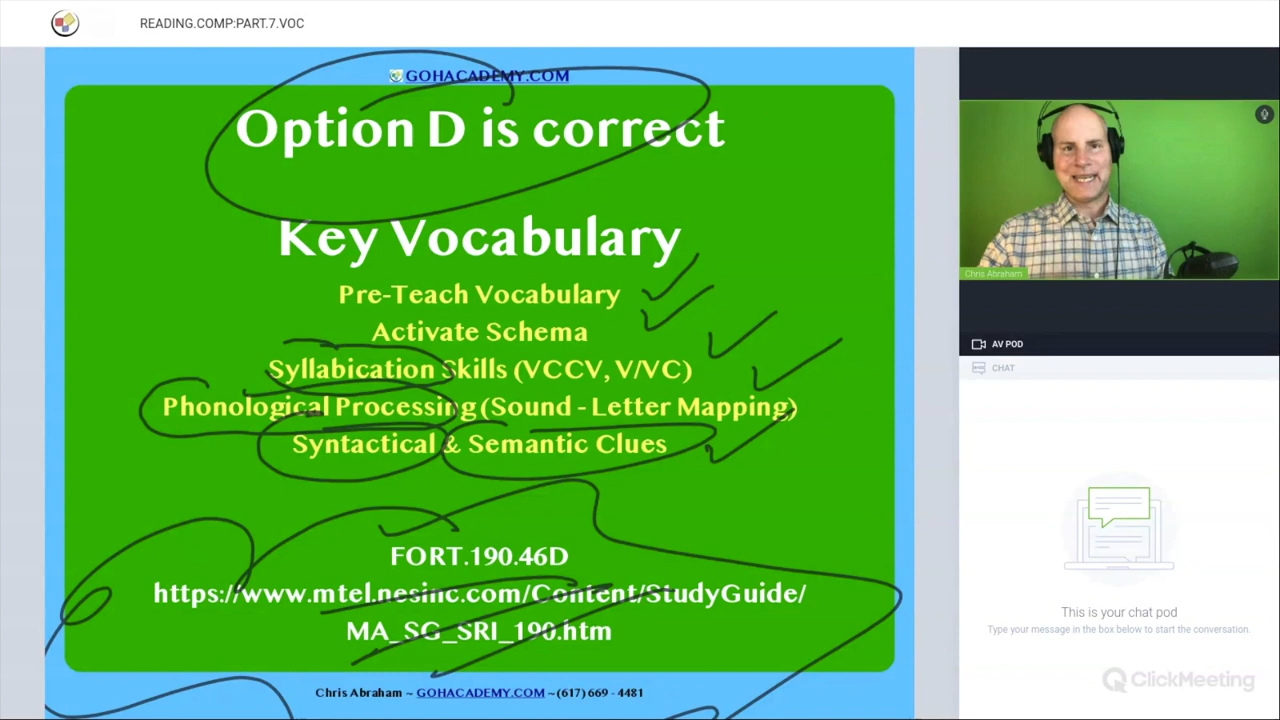 READING.COMP:PART.7.VOC
GOHACADEMY.COM
Option D is correct
Key Vocabulary
Pre-Teach Vocabulary
Activate Schema
Syllabication Skills (VCCV, V/VC)
Phonological Processing (Sound - Letter Mapping)
Syntactical & Semantic Clues
FORT.190.46D
https://www.mtel.nesinc.com/Content/StudyGuide/
MA_SG_SRI_190.htm
Chris Abraham ~ GOHACADEMY.COM ~ (617) 669 - 4481
Chris Abraham
AV POD
CHAT
This is your chat pod
Type your message in the box below to start the conversation.
ClickMeeting